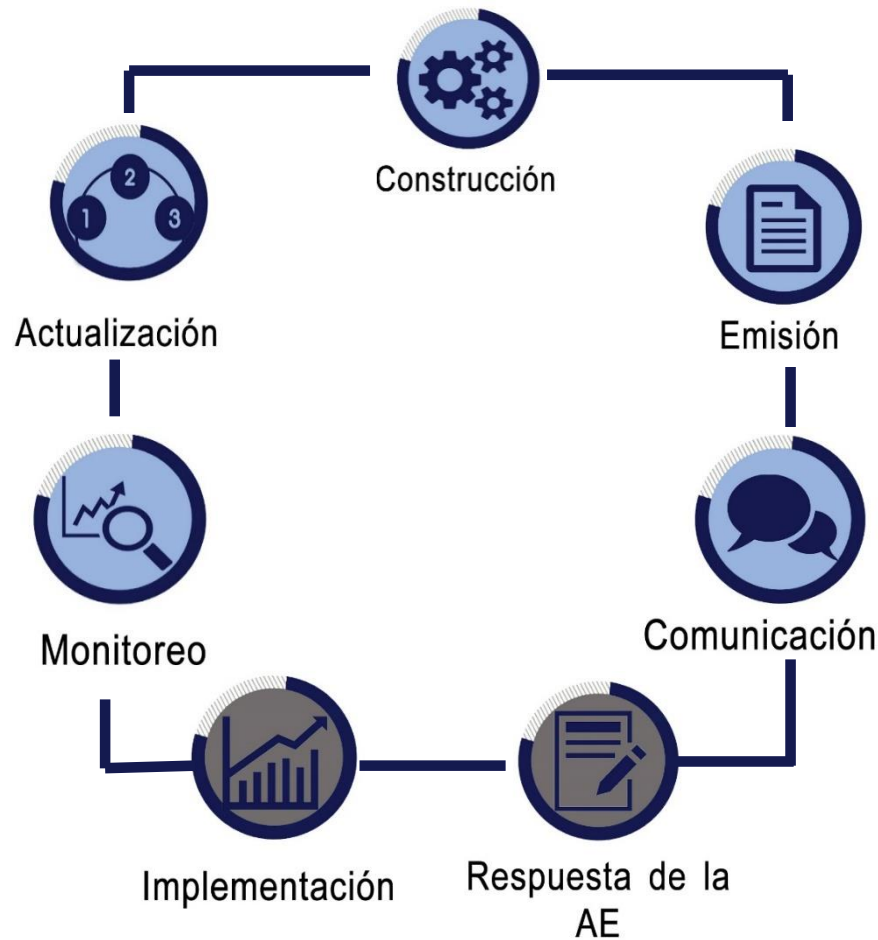 Construcción
Emisión
Comunicación
Respuesta de la
AE
Implementación
Monitoreo
Actualización
1
2
3